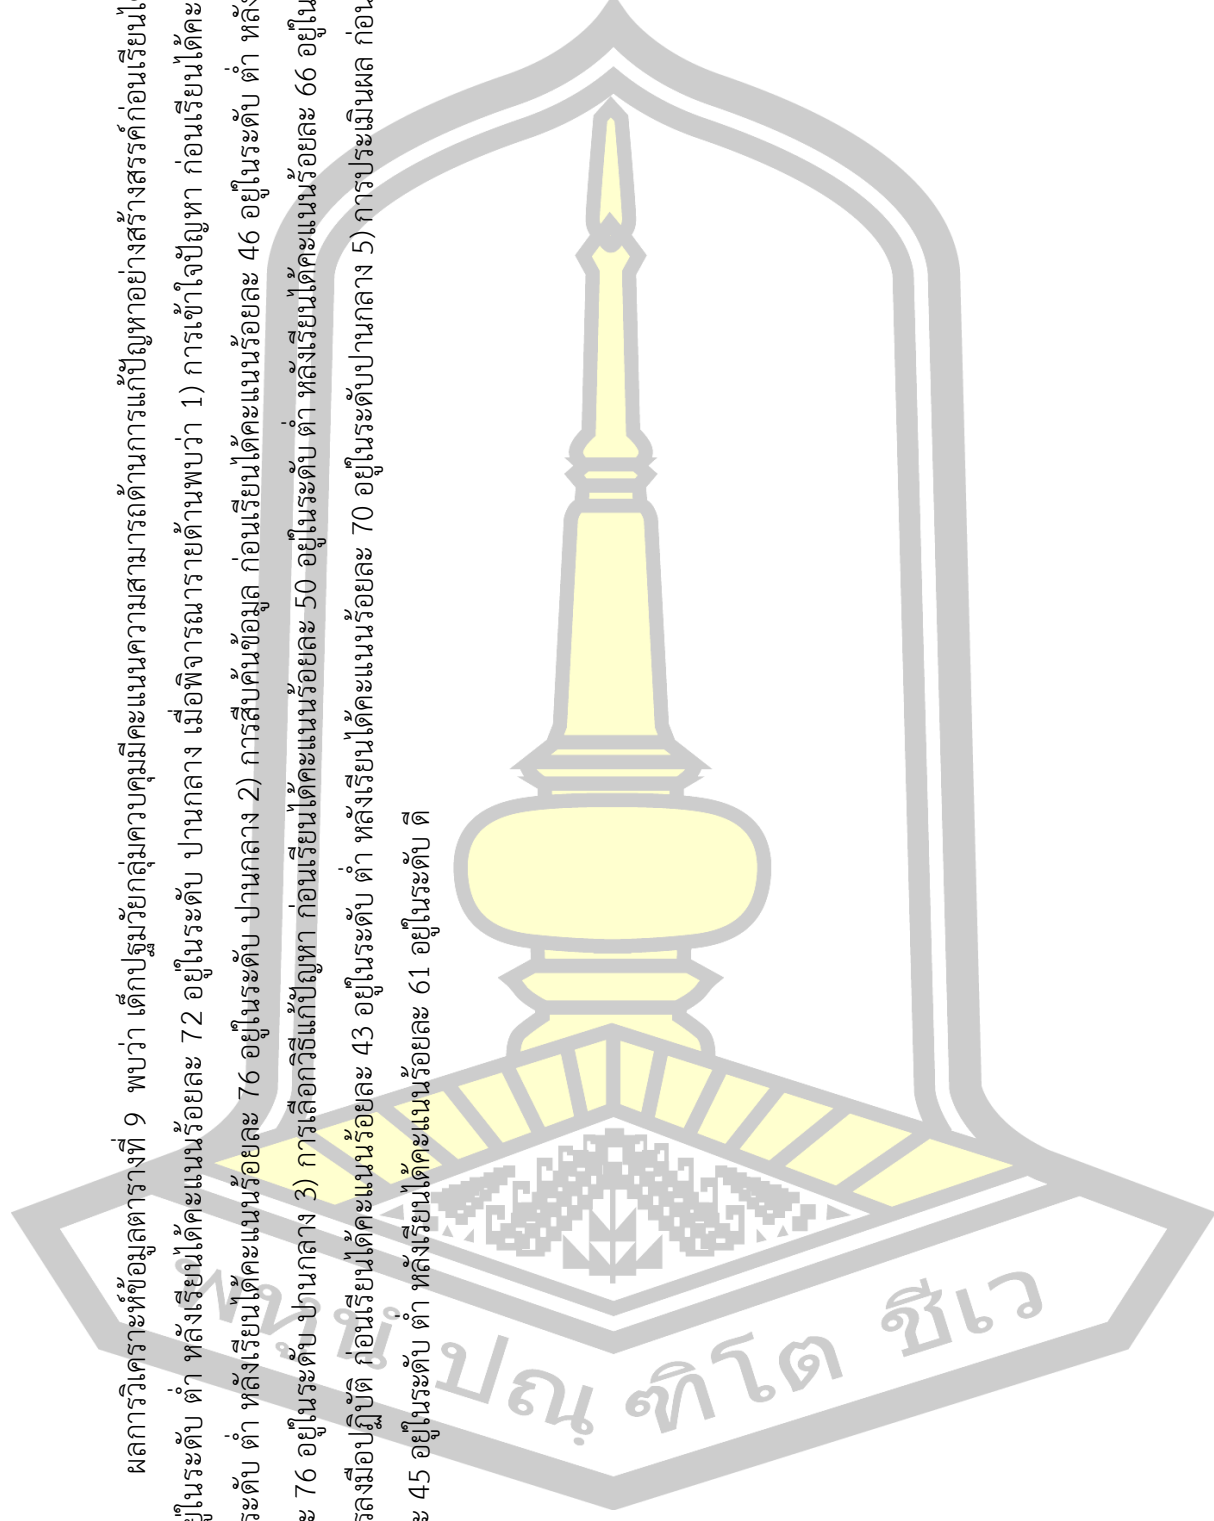 ผลการวิเคราะห์ข้อมูลตารางที่ 9 พบว่า เด็กปฐมวัยกลุ่มควบคุมมีคะแนนความสามารถด้านการแก้ปัญหาอย่างสร้างสรรค์ก่อนเรียน
อยู่ในระดับ ต่ำ หลังเรียนได้คะแนนร้อยละ 72 อยู่ในระดับ ปานกลาง เมื่อพิจารณารายด้านพบว่า 1) การเข้าใจปัญหา ก่อนเรียนได้คะ
ระดับ ต่ำ หลังเรียนได้คะแนนร้อยละ 76 อยู่ในระดับ ปานกลาง 2) การสืบค้นข้อมูล ก่อนเรียนได้คะแนนร้อยละ 46 อยู่ในระดับ ต่ำ หลัง
ะ 76 อยู่ในระดับ ปานกลาง 3) การเลือกวิธีแก้ปัญหา ก่อนเรียนได้คะแนนร้อยละ 50 อยู่ในระดับ ต่ำ หลังเรียนได้คะแนนร้อยละ 66 อยู่ใน
รลงมือปฏิบัติ ก่อนเรียนได้คะแนนร้อยละ 43 อยู่ในระดับ ต่ำ หลังเรียนได้คะแนนร้อยละ 70 อยู่ในระดับปานกลาง 5) การประเมินผล ก่อน
ะ 45 อยู่ในระดับ ต่ำ หลังเรียนได้คะแนนร้อยละ 61 อยู่ในระดับ ดี
พหุนํ ปณฺฑิโต ชีเว